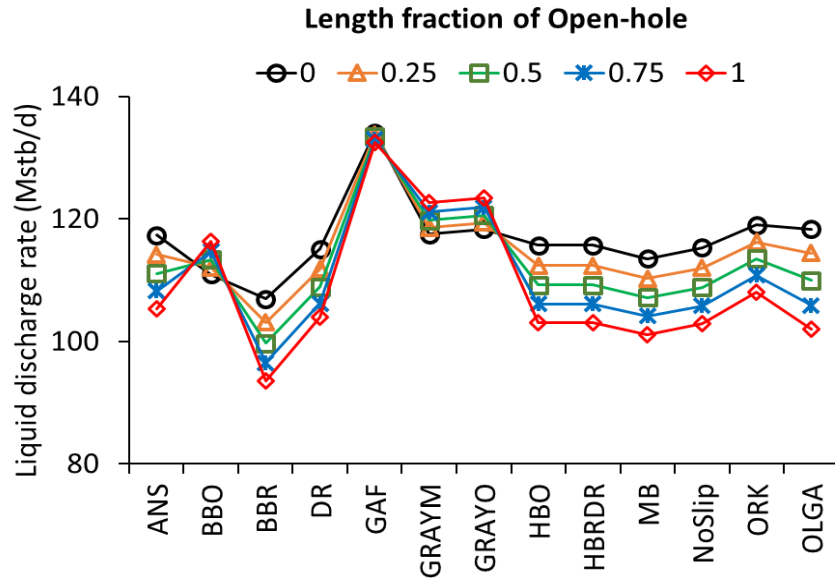 Length fraction of Open-hole
0 0.25 0.5 0.75 1
Liquid discharge rate (Mstb/d)
140
120
100
80
ANS
BBO
BBR
DR
GAF
GRAYM
GRAYO
HBO
HBRDR
MB
NoSlip
ORK
OLGA